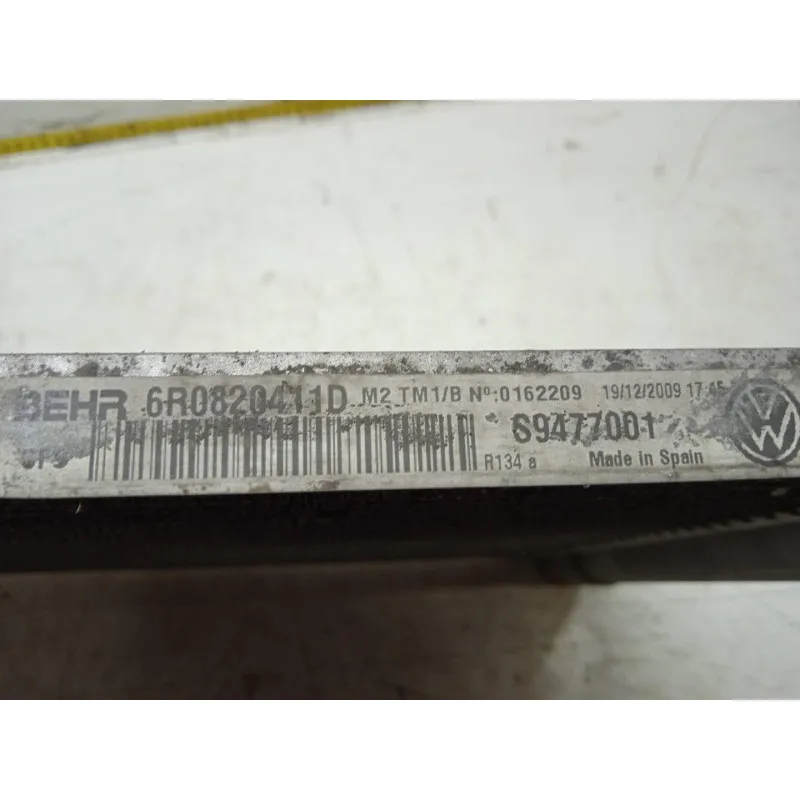 BEHR 6R0820411D M2 TM1/B Nº:0162209 19/12/2009 17:45
S9477001
R134 a Made in Spain